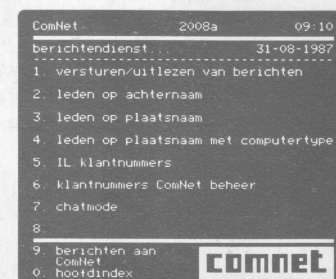 ComNet 2008a 09:10
berichtendienst... 31-08-1987
1. versturen/uitlezen van berichten
2. leden op achternaam
3. leden op plaatsnaam
4. leden op plaatsnaam met computertype
5. IL klantnummers
6. klantnummers ComNet beheer
7. chatmode
8.
9. berichten aan
ComNet
0. hoofdindex
comnet